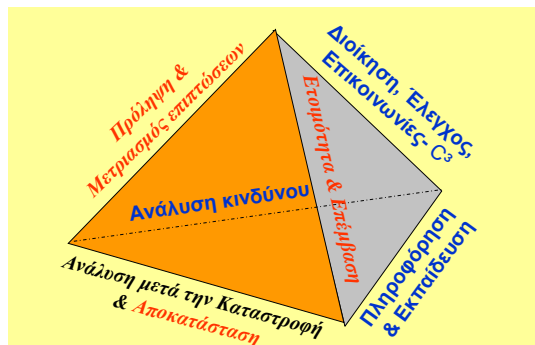 Πρόληψη &
Μετριασμός επιπτώσεων
Διοίκηση, Έλεγχος,
Επικοινωνίες- C³
Ετοιμότητα & Επέμβαση
Ανάλυση κινδύνου
Πληροφόρηση
& Εκπαίδευση
Ανάλυση μετά την Καταστροφή
& Αποκατάσταση